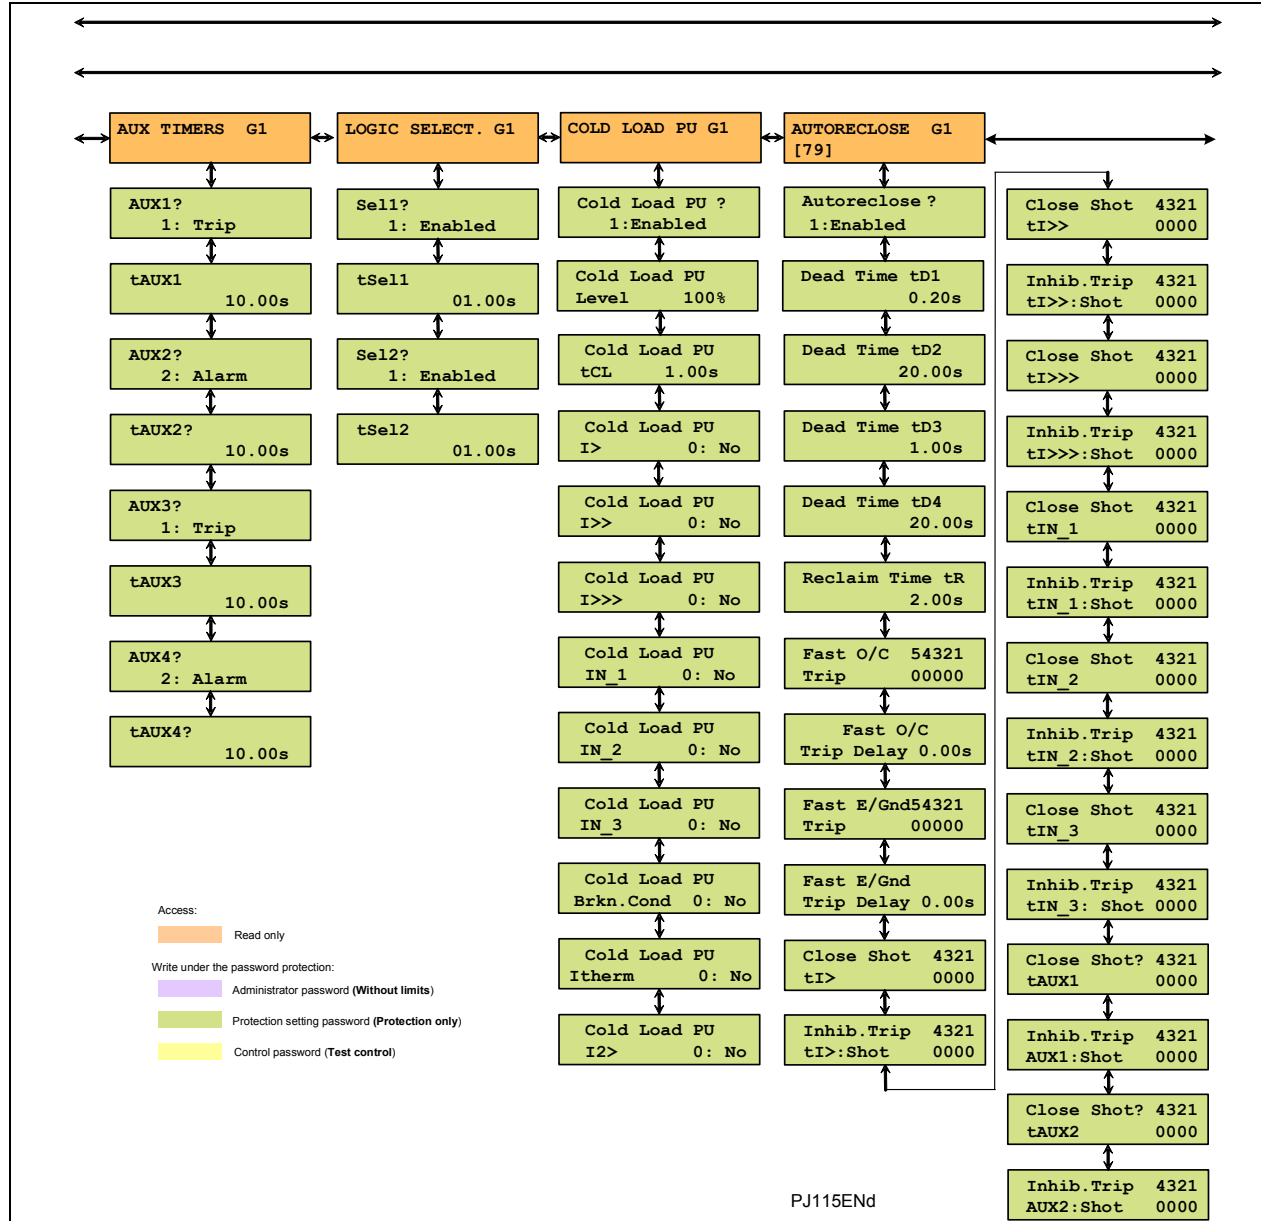 AUX TIMERS G1
AUX1?
1: Trip
tAUX1
10.00s
AUX2?
2: Alarm
tAUX2?
10.00s
AUX3?
1: Trip
tAUX3
10.00s
AUX4?
2: Alarm
tAUX4?
10.00s
LOGIC SELECT. G1
Sel1?
1: Enabled
tSel1
01.00s
Sel2?
1: Enabled
tSel2
01.00s
COLD LOAD PU G1
Cold Load PU ?
1:Enabled
Cold Load PU
Level 100%
Cold Load PU
tCL 1.00s
Cold Load PU
I> 0: No
Cold Load PU
I>> 0: No
Cold Load PU
I>>> 0: No
Cold Load PU
IN_1 0: No
Cold Load PU
IN_2 0: No
Cold Load PU
IN_3 0: No
Cold Load PU
Brkn.Cond 0: No
Cold Load PU
Itherm 0: No
Cold Load PU
I2> 0: No
AUTORECLOSE G1
[79]
Autoreclose ?
1:Enabled
Dead Time tD1
0.20s
Dead Time tD2
20.00s
Dead Time tD3
1.00s
Dead Time tD4
20.00s
Reclaim Time tR
2.00s
Fast O/C 54321
Trip 00000
Fast O/C
Trip Delay 0.00s
Fast E/Gnd54321
Trip 00000
Fast E/Gnd
Trip Delay 0.00s
Close Shot 4321
tI> 0000
Inhib.Trip 4321
tI>:Shot 0000
Close Shot 4321
tI>> 0000
Inhib.Trip 4321
tI>>:Shot 0000
Close Shot 4321
tI>>> 0000
Inhib.Trip 4321
tI>>>:Shot 0000
Close Shot 4321
tIN_1 0000
Inhib.Trip 4321
tIN_1:Shot 0000
Close Shot 4321
tIN_2 0000
Inhib.Trip 4321
tIN_2:Shot 0000
Close Shot 4321
tIN_3 0000
Inhib.Trip 4321
tIN_3: Shot 0000
Close Shot? 4321
tAUX1 0000
Inhib.Trip 4321
AUX1:Shot 0000
Close Shot? 4321
tAUX2 0000
Inhib.Trip 4321
AUX2:Shot 0000
Access:
Read only
Write under the password protection:
Administrator password (Without limits)
Protection setting password (Protection only)
Control password (Test control)
PJ115ENd